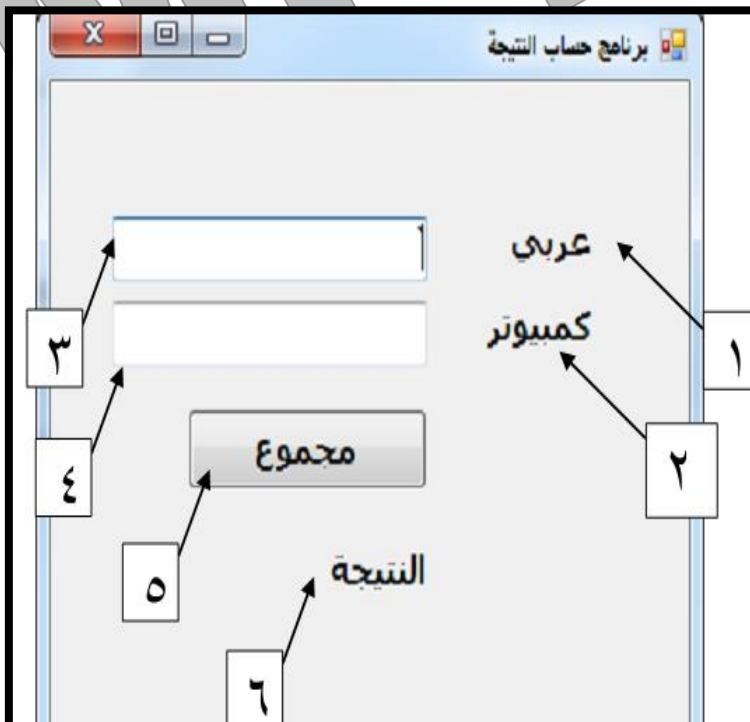 برنامج حساب النتيجة
عربي
١
٣
كمبيوتر
٢
٤
مجموع
٥
النتيجة
٦